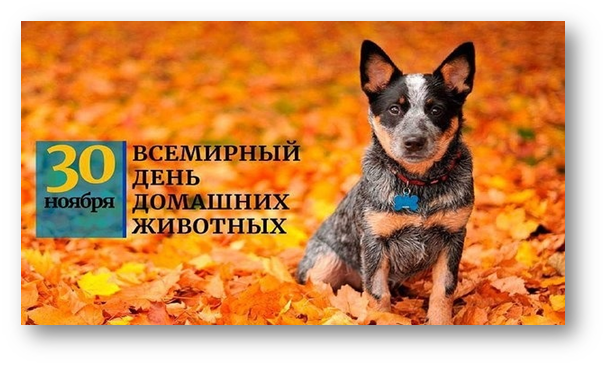 30
ноября
ВСЕМИРНЫЙ
ДЕНЬ
ДОМАШНИХ
ЖИВОТНЫХ